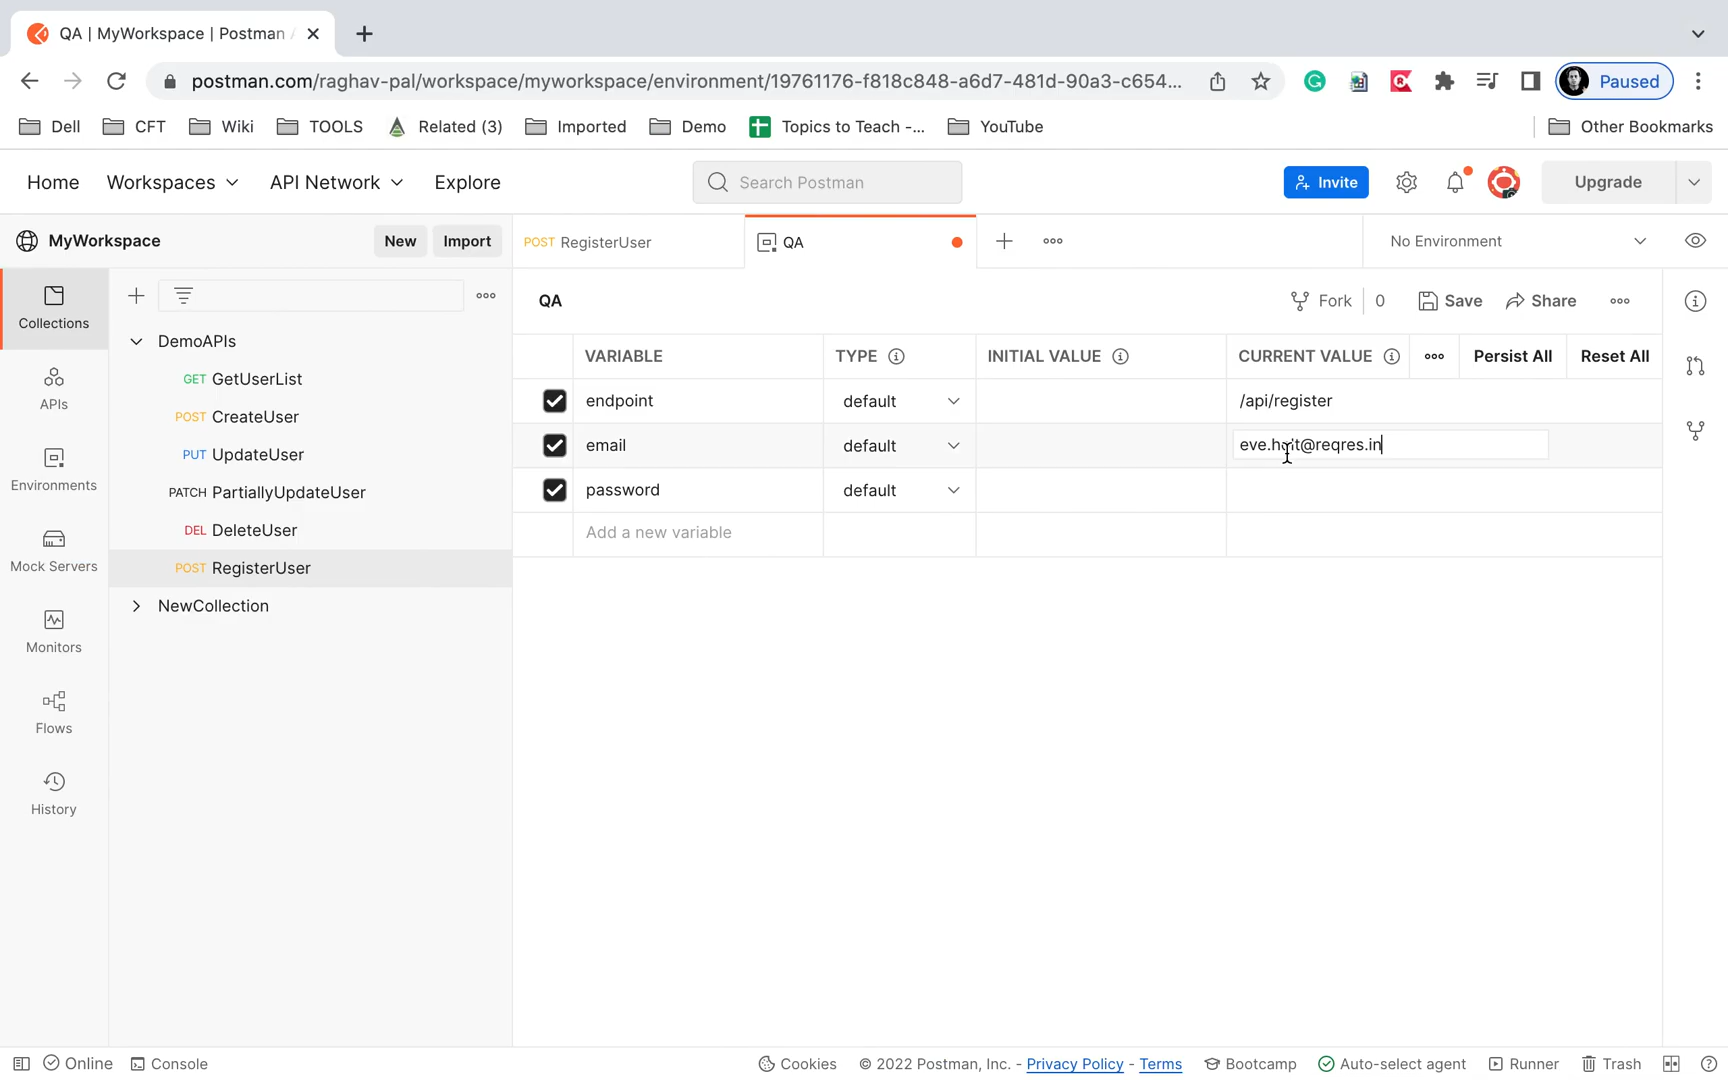 QA | MyWorkspace | Postman
postman.com/raghav-pal/workspace/myworkspace/environment/19761176-f818c848-a6d7-481d-90a3-c654...
Paused
Dell CFT Wiki TOOLS Related (3) Imported Demo Topics to Teach -... YouTube Other Bookmarks
Home Workspaces API Network Explore Search Postman Invite Upgrade
MyWorkspace New Import POST RegisterUser QA No Environment
Collections
APIs
Environments
Mock Servers
Monitors
Flows
History
DemoAPIs
GET GetUserList
POST CreateUser
PUT UpdateUser
PATCH PartiallyUpdateUser
DEL DeleteUser
POST RegisterUser
NewCollection
QA Fork 0 Save Share
VARIABLE TYPE INITIAL VALUE CURRENT VALUE Persist All Reset All
endpoint default /api/register
email default
password default
Add a new variable
Online Console Cookies © 2022 Postman, Inc. - Privacy Policy - Terms Bootcamp Auto-select agent Runner Trash